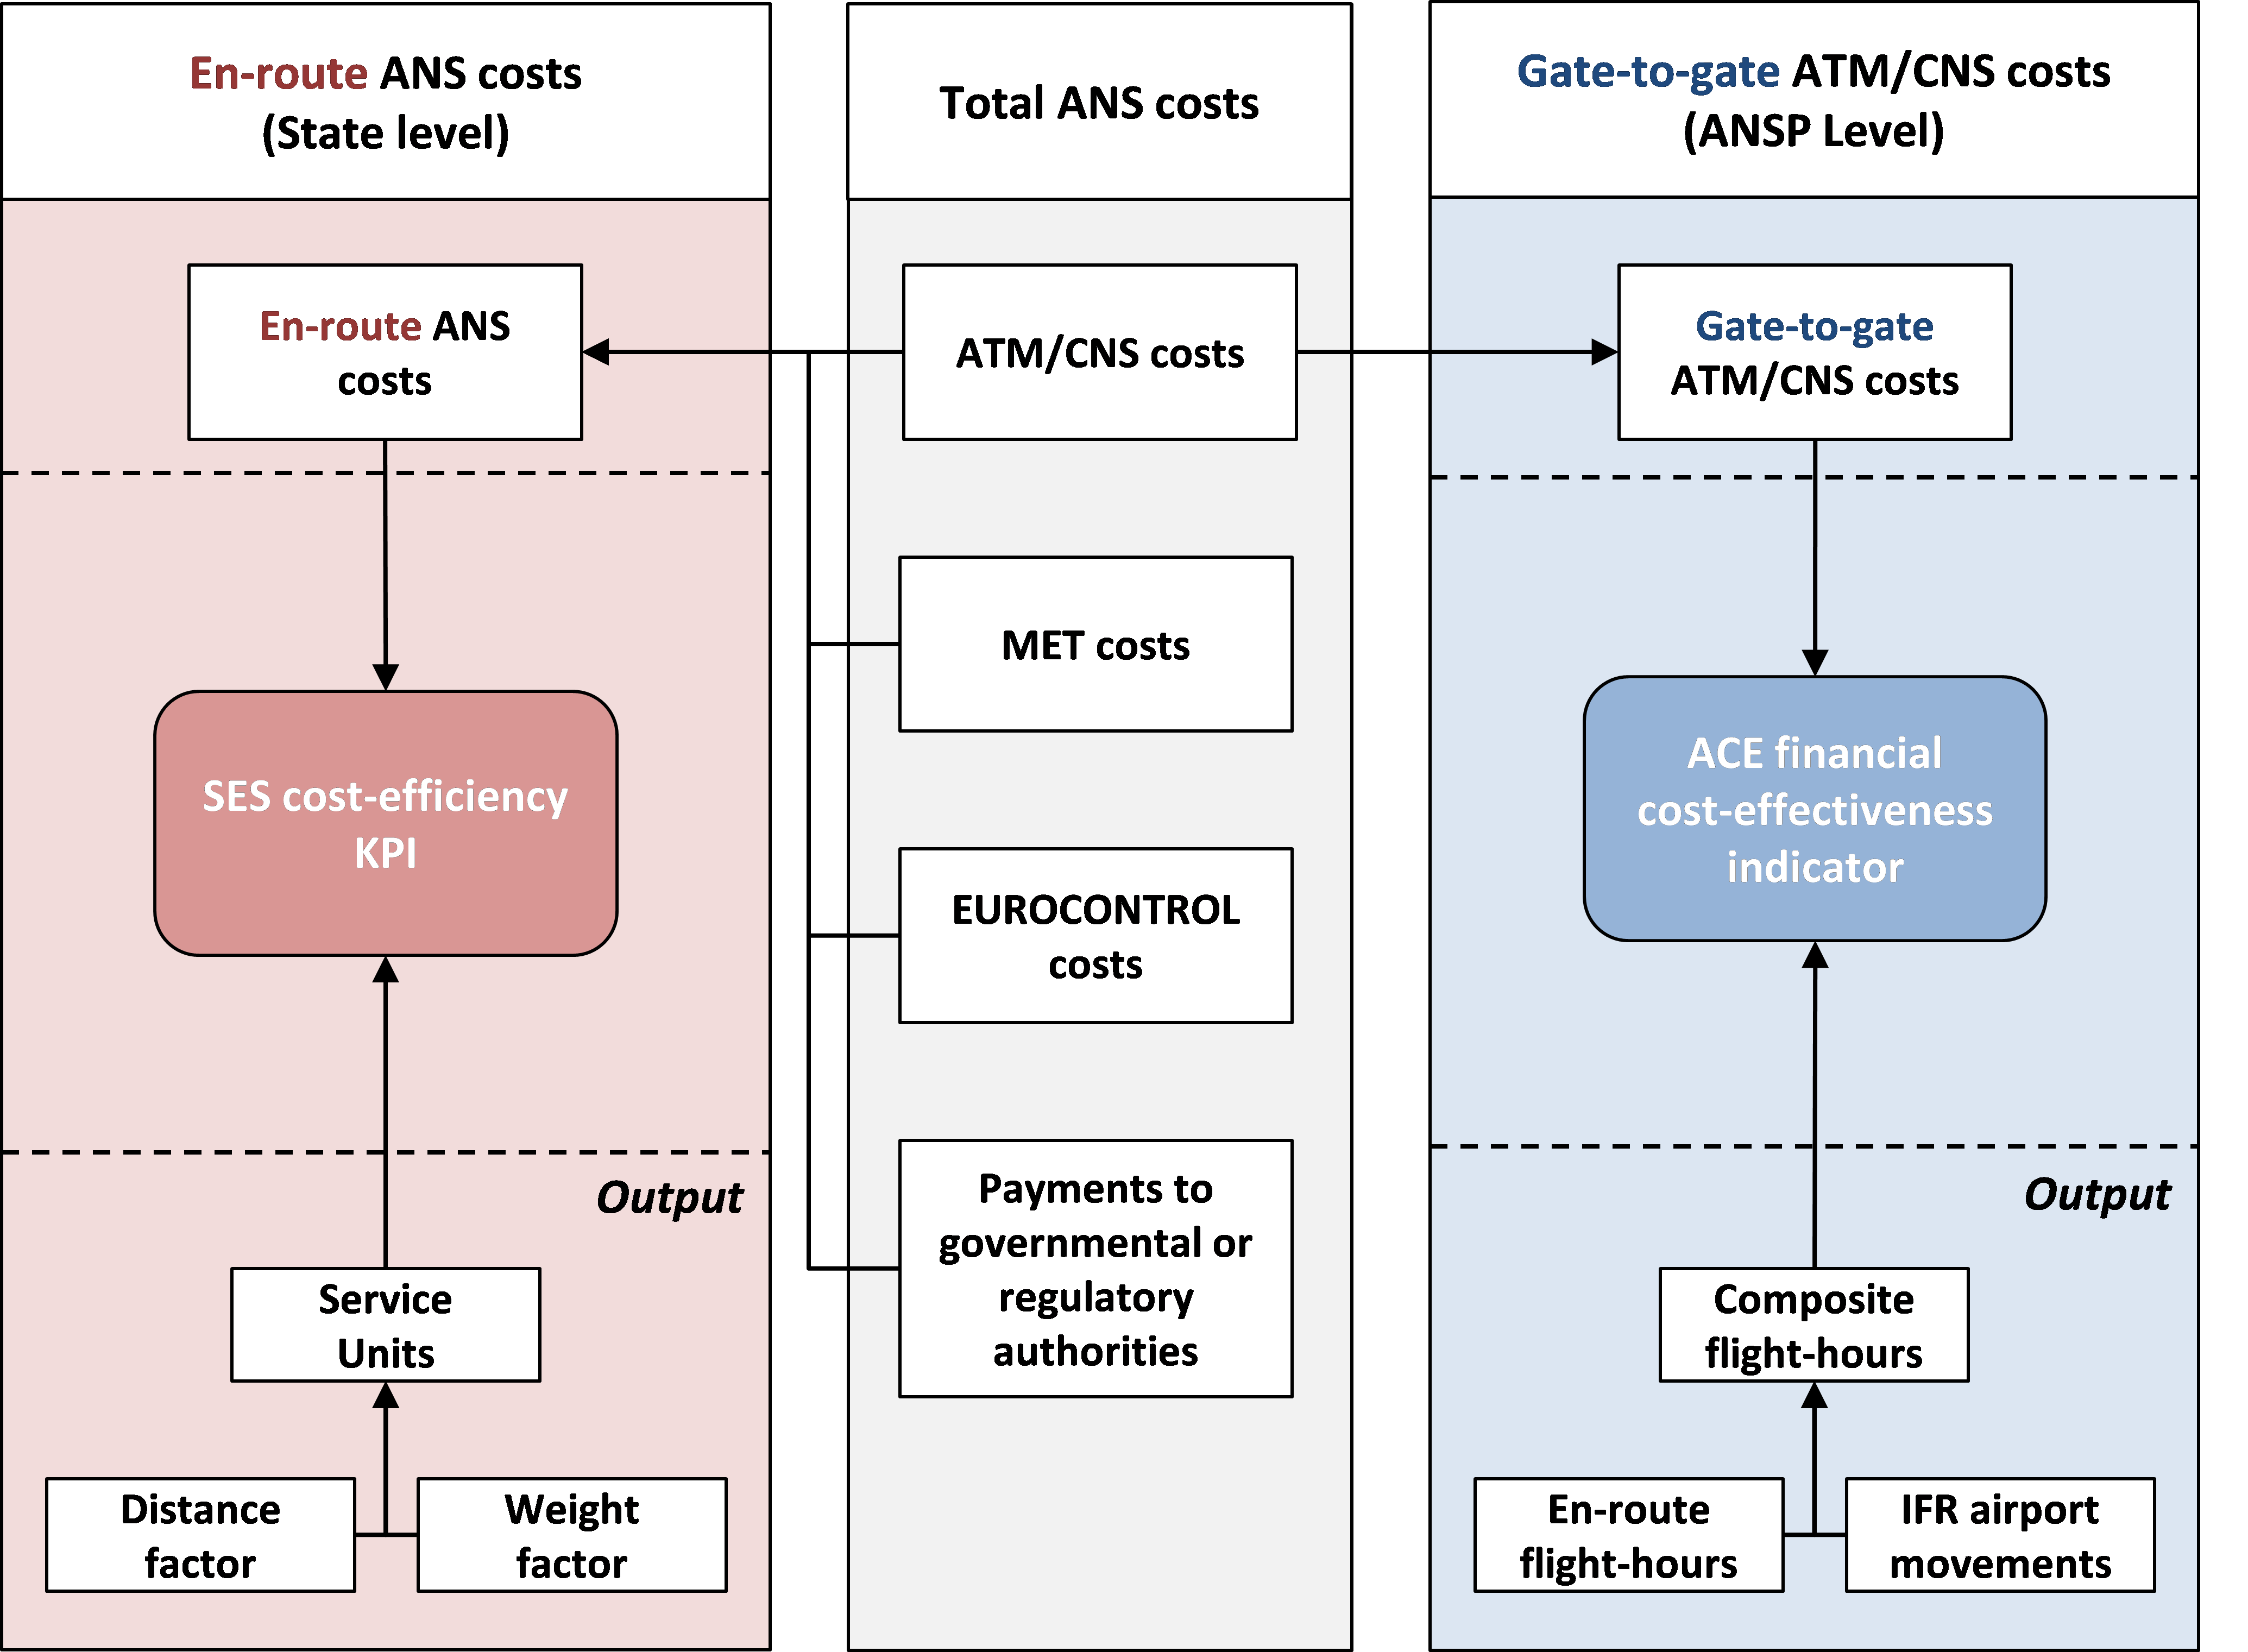 En-route ANS costs
(State level)
Total ANS costs
Gate-to-gate ATM/CNS costs
(ANSP Level)
En-route ANS
costs
ATM/CNS costs
Gate-to-gate
ATM/CNS costs
MET costs
SES cost-efficiency
KPI
ACE financial
cost-effectiveness
indicator
EUROCONTROL
costs
Payments to
governmental or
regulatory
authorities
Output
Output
Service
Units
Composite
flight-hours
Distance
factor
Weight
factor
En-route
flight-hours
IFR airport
movements